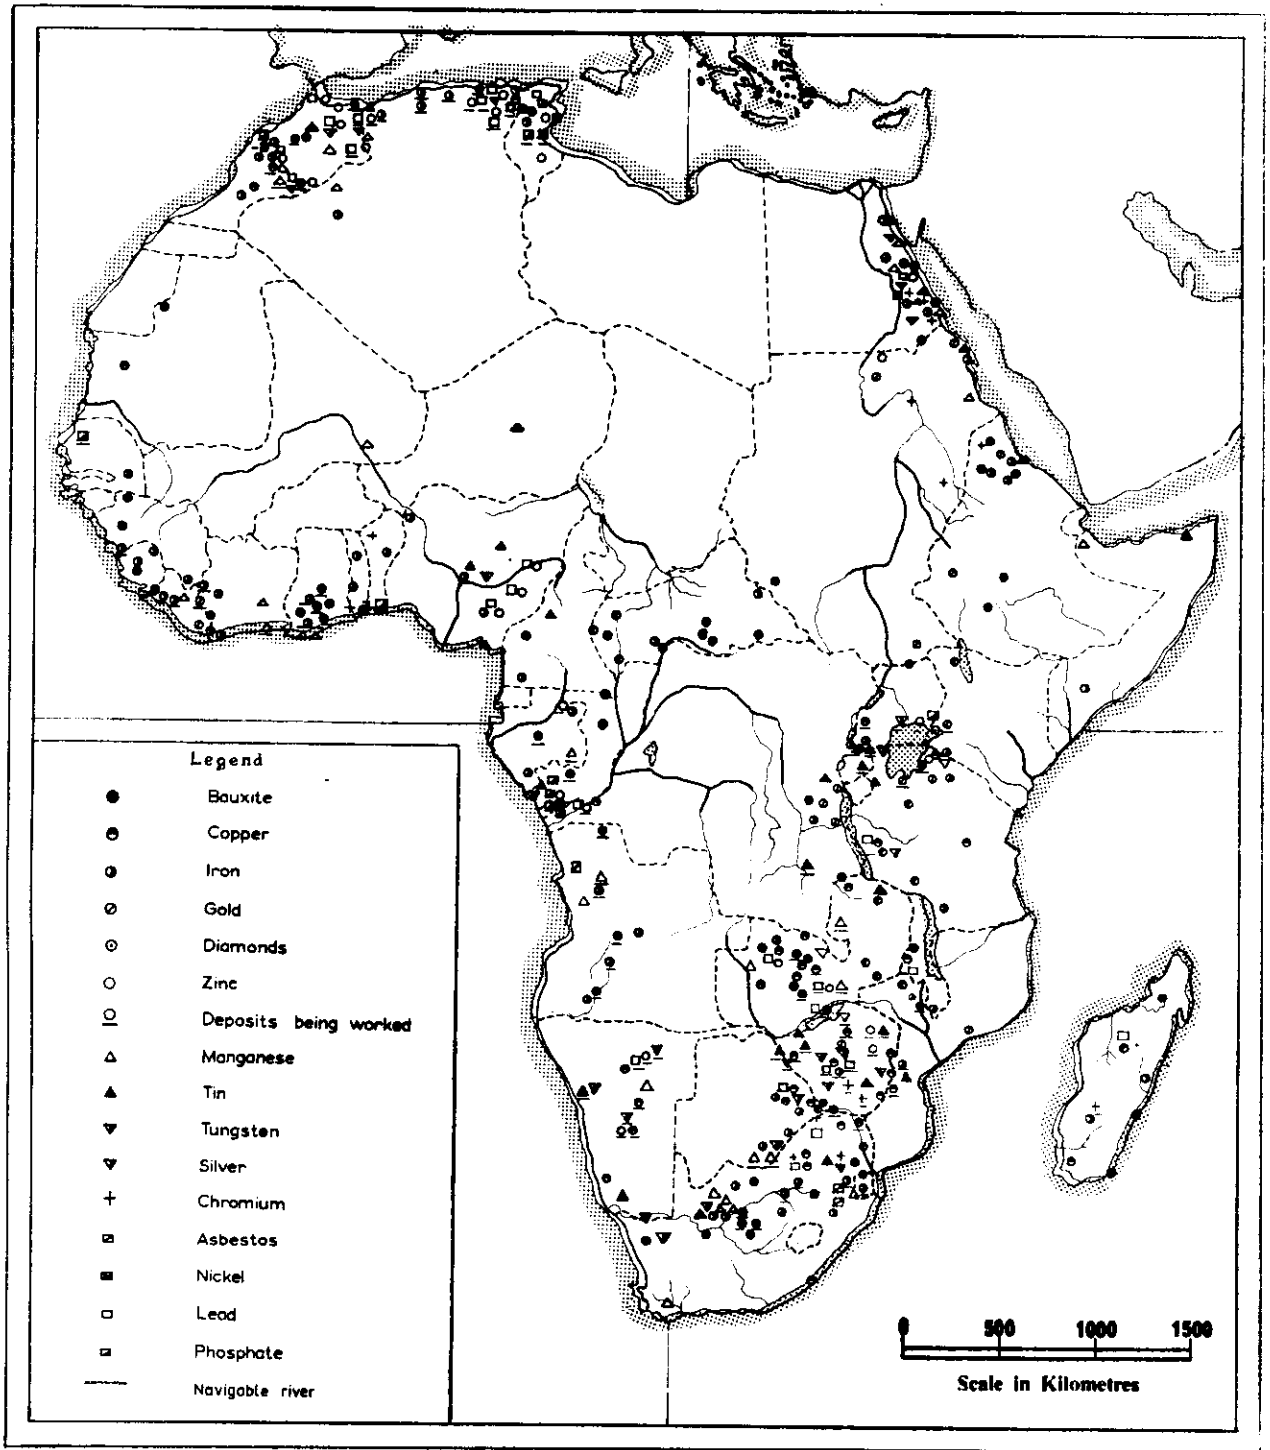 Legend
Bauxite
Copper
Iron
Gold
Diamonds
Zinc
Deposits being worked
Manganese
Tin
Tungsten
Silver
Chromium
Asbestos
Nickel
Lead
Phosphate
Navigable river
0 500 1000 1500
Scale in Kilometres